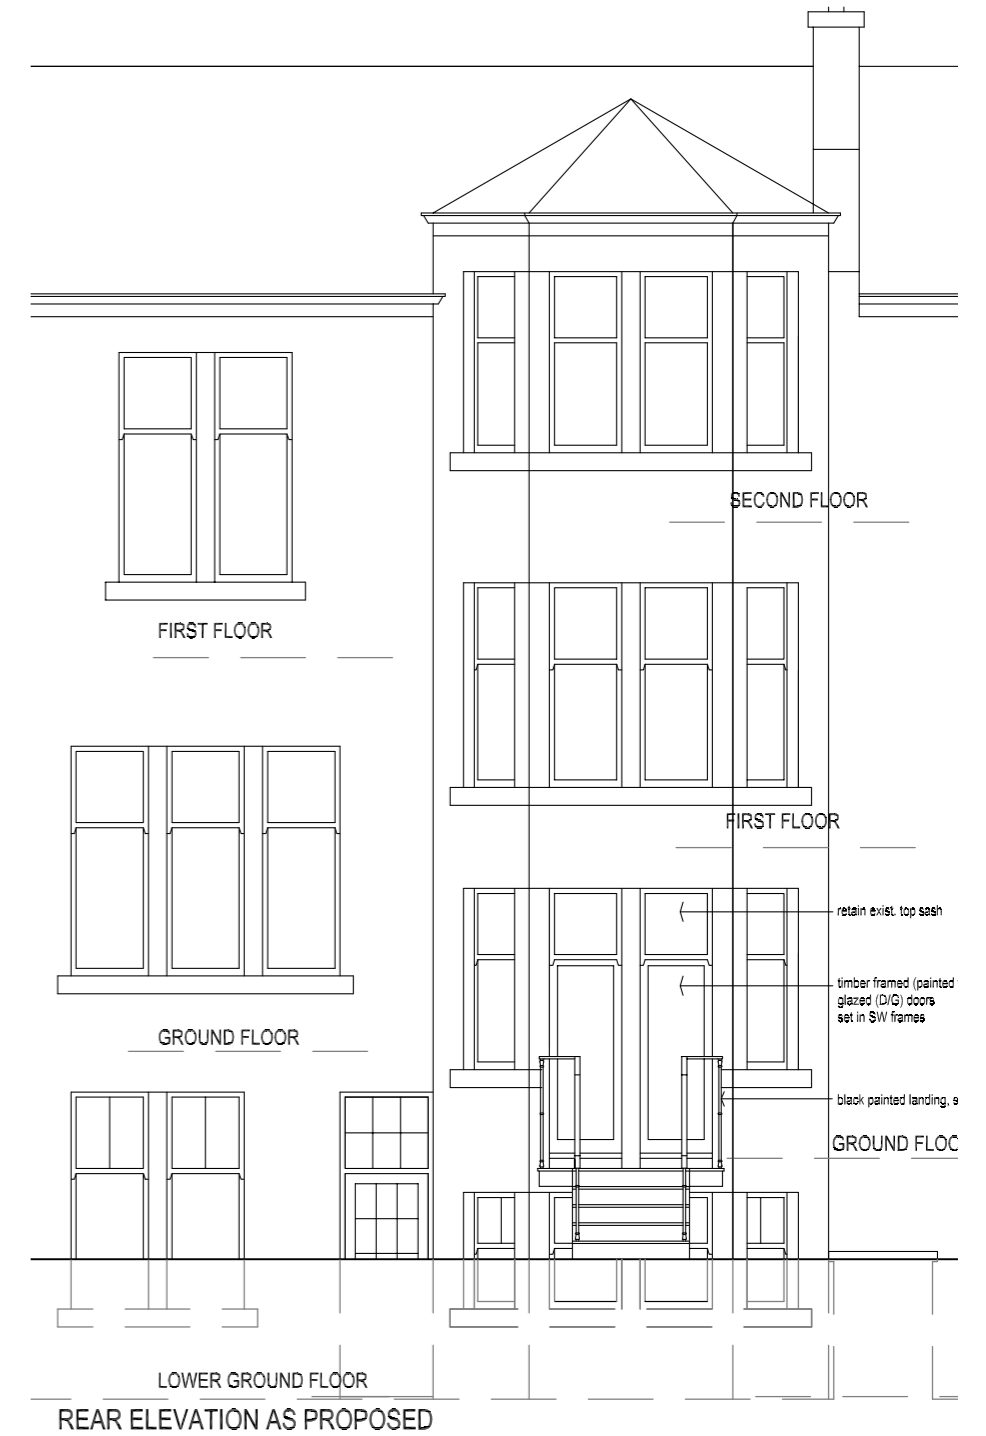 SECOND FLOOR
FIRST FLOOR
FIRST FLOOR
retain exist. top sash
timber framed (painted
glazed (D/G) doors
set in SW frames
GROUND FLOOR
black painted landing,
GROUND
LOWER GROUND FLOOR
REAR ELEVATION AS PROPOSED